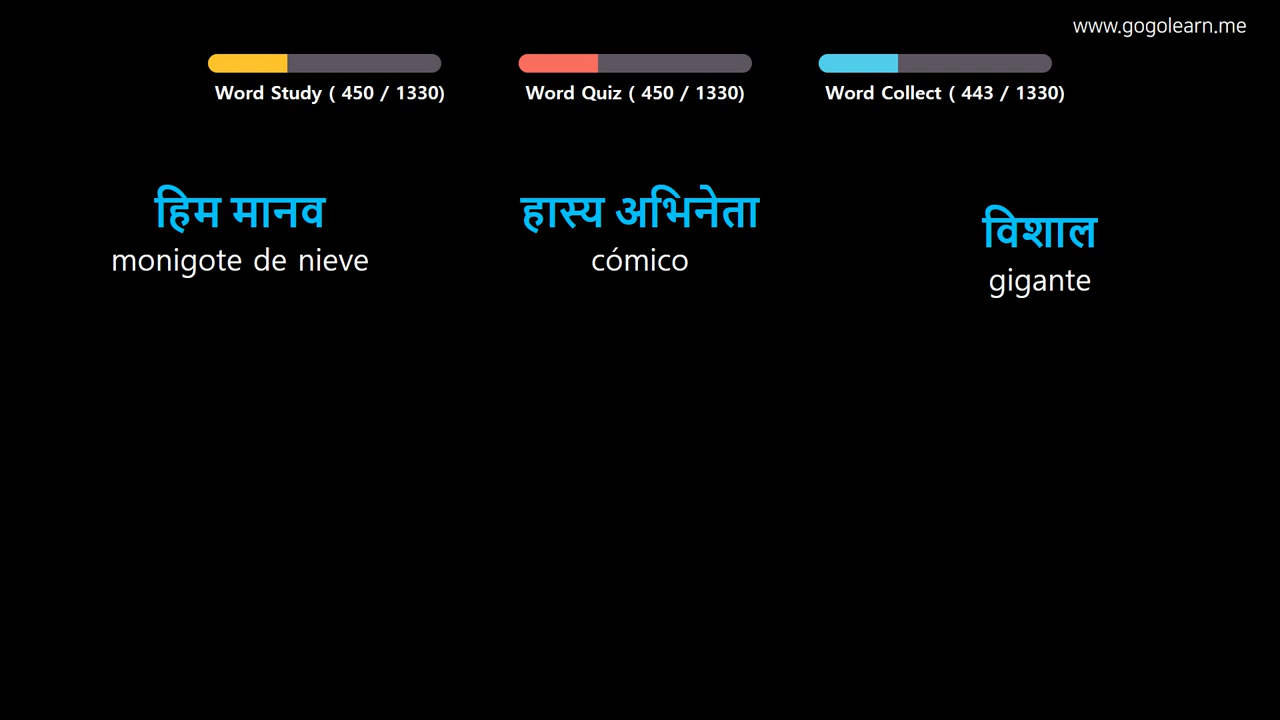 www.gogolearn.me
Word Study ( 450 / 1330)
Word Quiz ( 450 / 1330)
Word Collect ( 443 / 1330)
हिम मानव
monigote de nieve
हास्य अभिनेता
cómico
विशाल
gigante